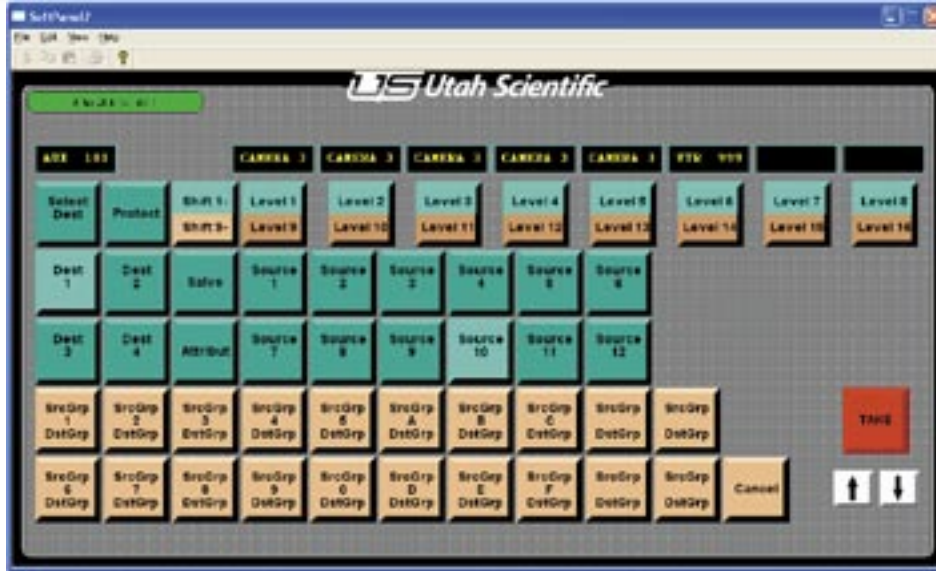 SoftPanel2
File Edit View Help
Utah Scientific
AUX 101
CAMERA 3 CAMERA 3 CAMERA 3 CAMERA 3 CAMERA 3 VTR 999
Select Dest Protect Shift 1- Level 1 Level 2 Level 3 Level 4 Level 5 Level 6 Level 7 Level 8
Shift 9- Level 9 Level 10 Level 11 Level 12 Level 13 Level 14 Level 15 Level 16
Dest 1 Dest 2 Salvo Source 1 Source 2 Source 3 Source 4 Source 5 Source 6
Dest 3 Dest 4 Attribut Source 7 Source 8 Source 9 Source 10 Source 11 Source 12
SrcGrp SrcGrp SrcGrp SrcGrp SrcGrp SrcGrp SrcGrp SrcGrp SrcGrp SrcGrp
1 2 3 4 5 A B C
DstGrp DstGrp DstGrp DstGrp DstGrp DstGrp DstGrp DstGrp DstGrp DstGrp
TAKE
SrcGrp SrcGrp SrcGrp SrcGrp SrcGrp SrcGrp SrcGrp SrcGrp SrcGrp SrcGrp
6 7 8 9 0 D E F
DstGrp DstGrp DstGrp DstGrp DstGrp DstGrp DstGrp DstGrp DstGrp DstGrp
Cancel